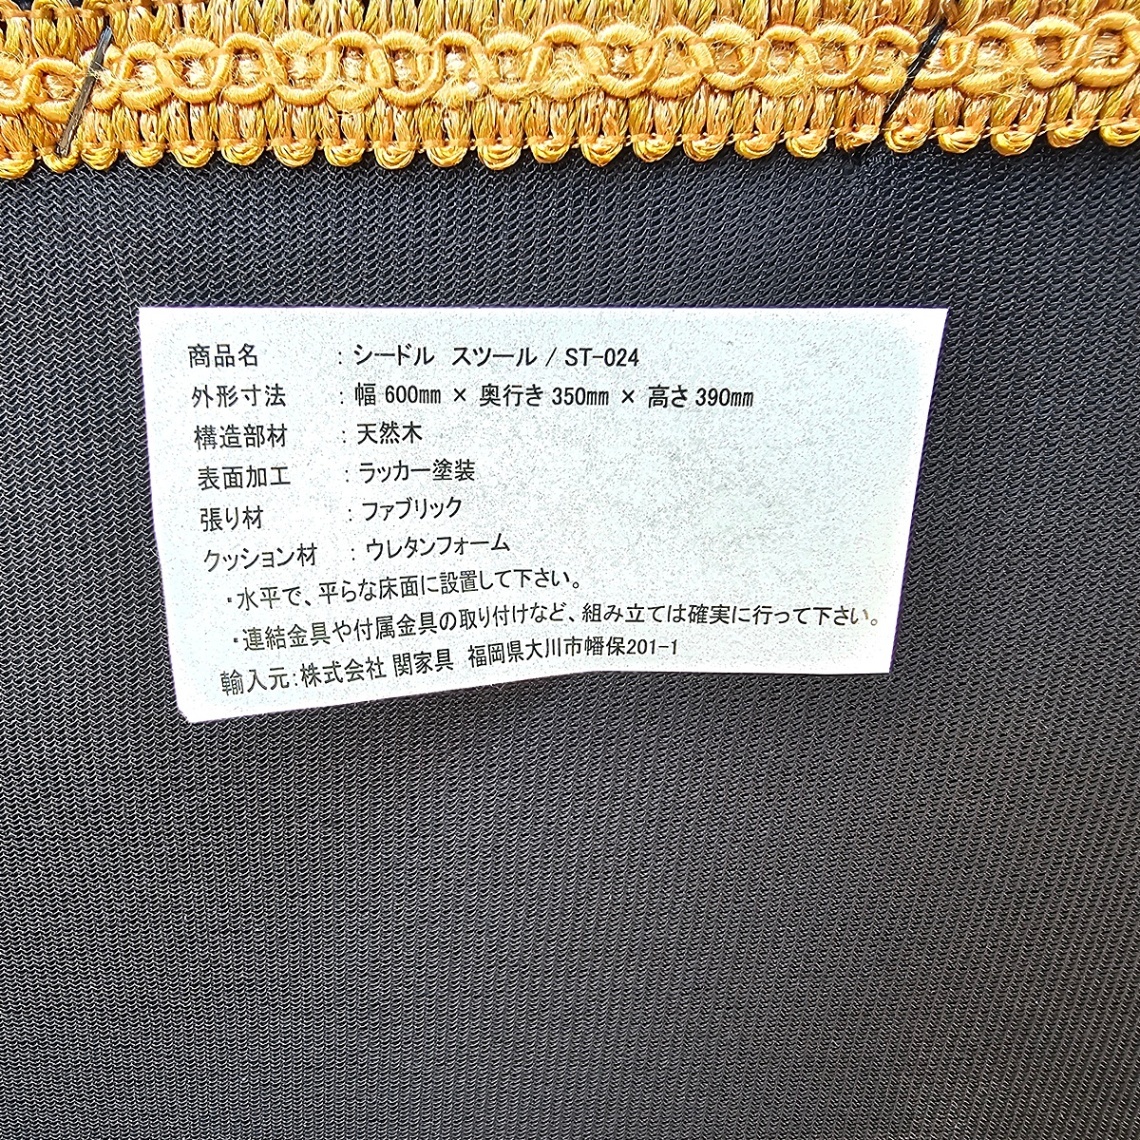 商品名 : シードル スツール / ST-024
外形寸法 : 幅 600㎜ × 奥行き 350㎜ × 高さ 390㎜
構造部材 : 天然木
表面加工 : ラッカー塗装
張り材 : ファブリック
クッション材 : ウレタンフォーム
・水平で、平らな床面に設置して下さい。
・連結金具や付属金具の取り付けなど、組み立ては確実に行って下さい。
輸入元:株式会社 関家具 福岡県大川市幡保201-1